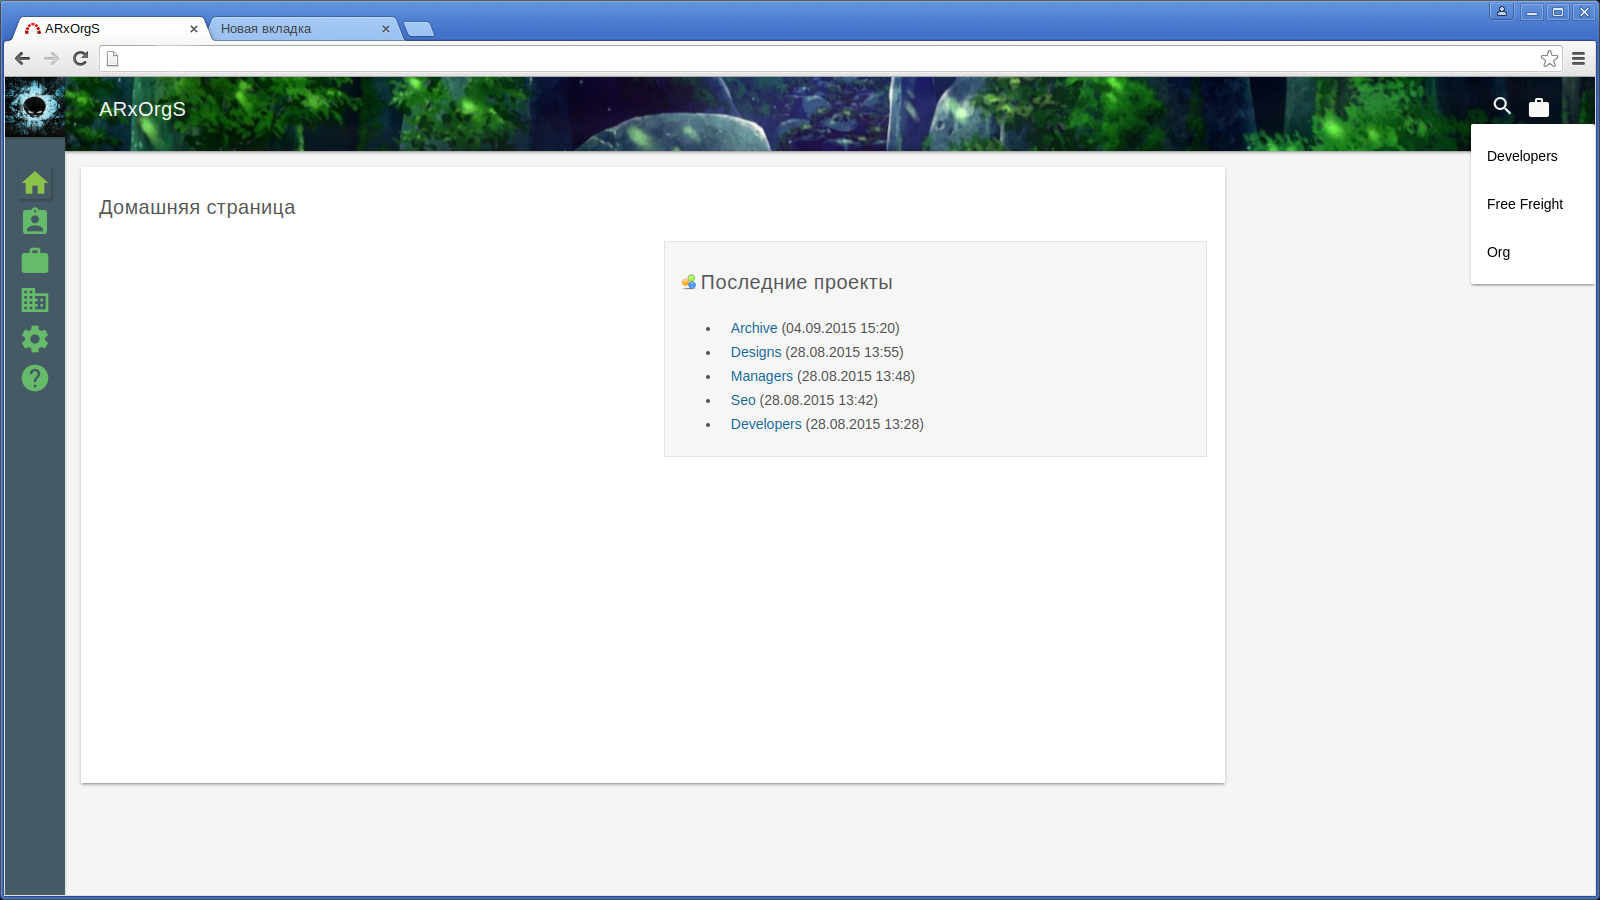 ARxOrgS
Новая вкладка
ARxOrgS
Developers
Free Freight
Org
Домашняя страница
Последние проекты
Archive (04.09.2015 15:20)
Designs (28.08.2015 13:55)
Managers (28.08.2015 13:48)
Seo (28.08.2015 13:42)
Developers (28.08.2015 13:28)